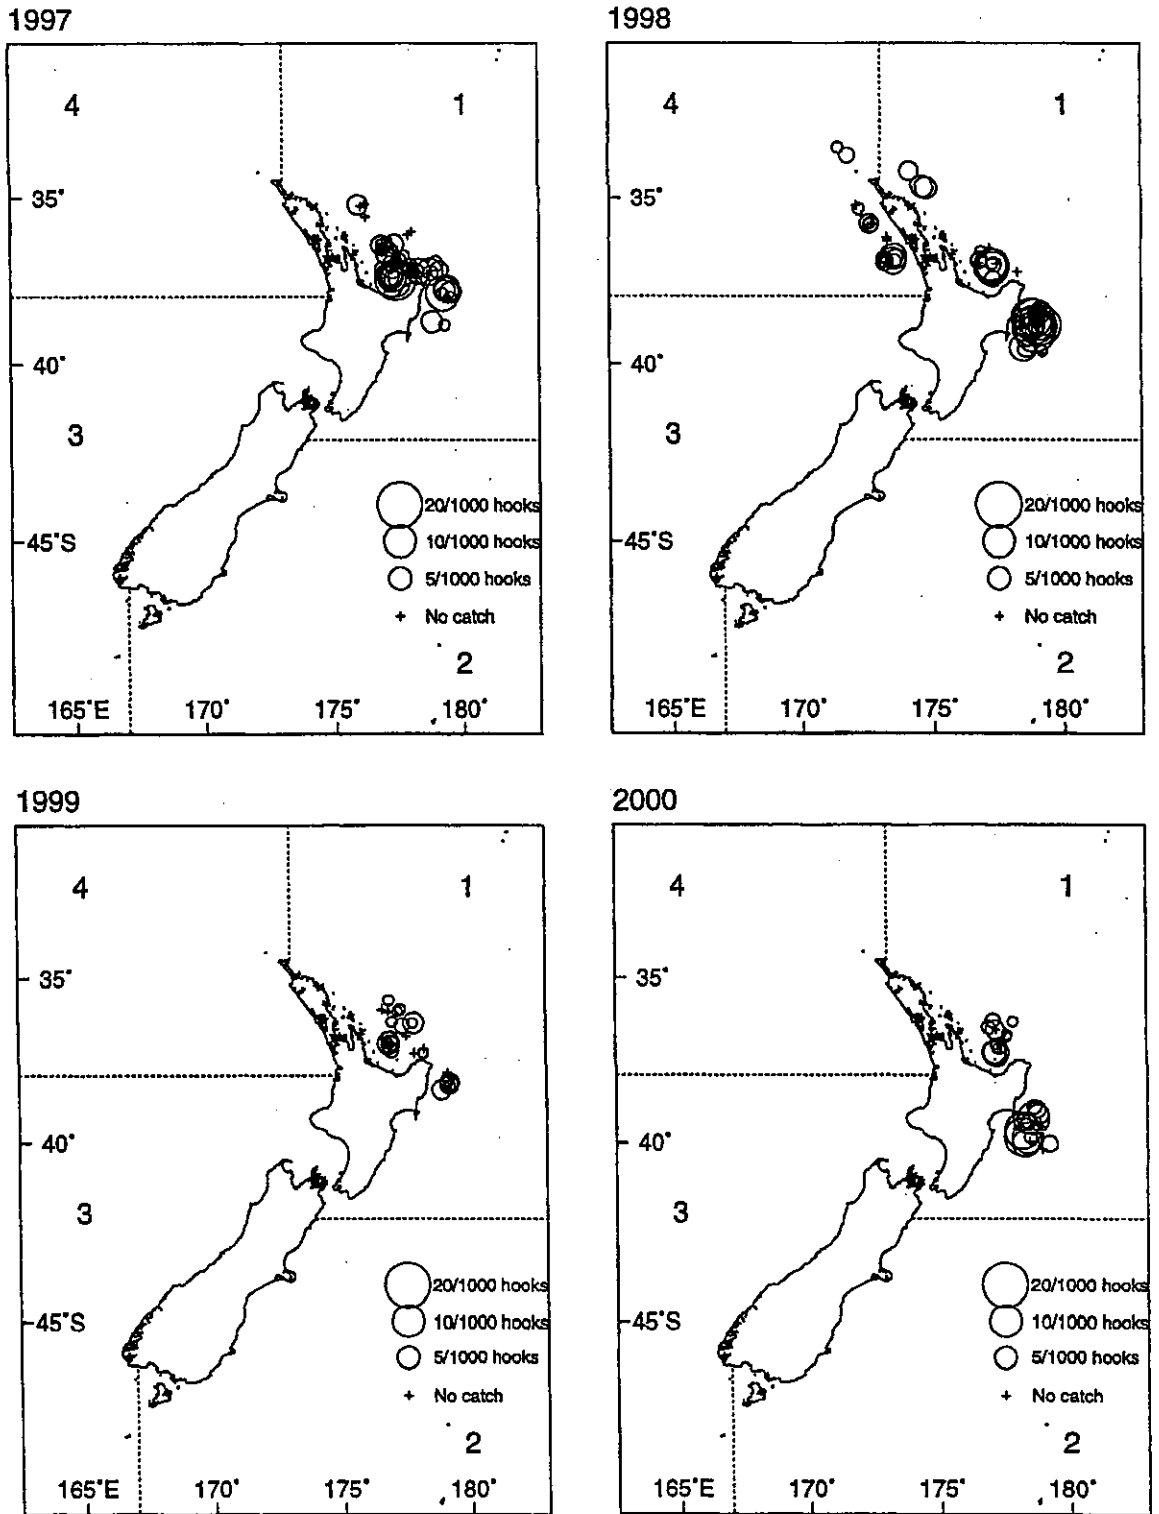 1997
4
1
35°
40°
3
20/1000 hooks
10/1000 hooks
45°S
5/1000 hooks
+ No catch
2
165°E 170° 175° 180°
1998
4
1
35°
40°
3
20/1000 hooks
10/1000 hooks
45°S
5/1000 hooks
+ No catch
2
165°E 170° 175° 180°
1999
4
1
35°
40°
3
20/1000 hooks
10/1000 hooks
45°S
5/1000 hooks
+ No catch
2
165°E 170° 175° 180°
2000
4
1
35°
40°
3
20/1000 hooks
10/1000 hooks
45°S
5/1000 hooks
+ No catch
2
165°E 170° 175° 180°